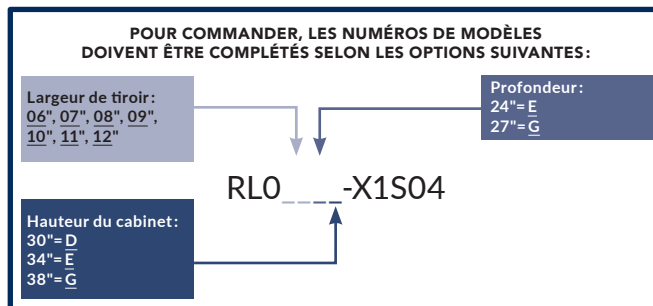 POUR COMMANDER, LES NUMÉROS DE MODÈLES
DOIVENT ÊTRE COMPLÉTÉS SELON LES OPTIONS SUIVANTES:
Largeur de tiroir:
06", 07", 08", 09",
10", 11", 12"
Profondeur:
24"= E
27"= G
RL0____-X1S04
Hauteur du cabinet:
30"= D
34"= E
38"= G